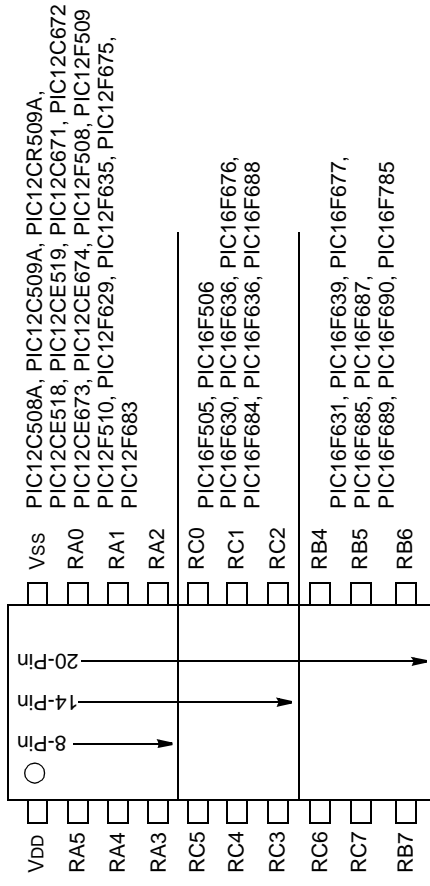 PIC12C508A, PIC12C509A, PIC12CR509A,
PIC12CE518, PIC12CE519, PIC12C671, PIC12C672
PIC12CE673, PIC12CE674, PIC12F508, PIC12F509
PIC12F510, PIC12F629, PIC12F635, PIC12F675,
PIC12F683
PIC16F505, PIC16F506
PIC16F630, PIC16F636, PIC16F676,
PIC16F684, PIC16F636, PIC16F688
PIC16F631, PIC16F639, PIC16F677,
PIC16F685, PIC16F687,
PIC16F689, PIC16F690, PIC16F785
VSS
RA0
RA1
RA2
RC0
RC1
RC2
RB4
RB5
RB6
20-Pin
14-Pin
8-Pin
VDD
RA5
RA4
RA3
RC5
RC4
RC3
RC6
RC7
RB7